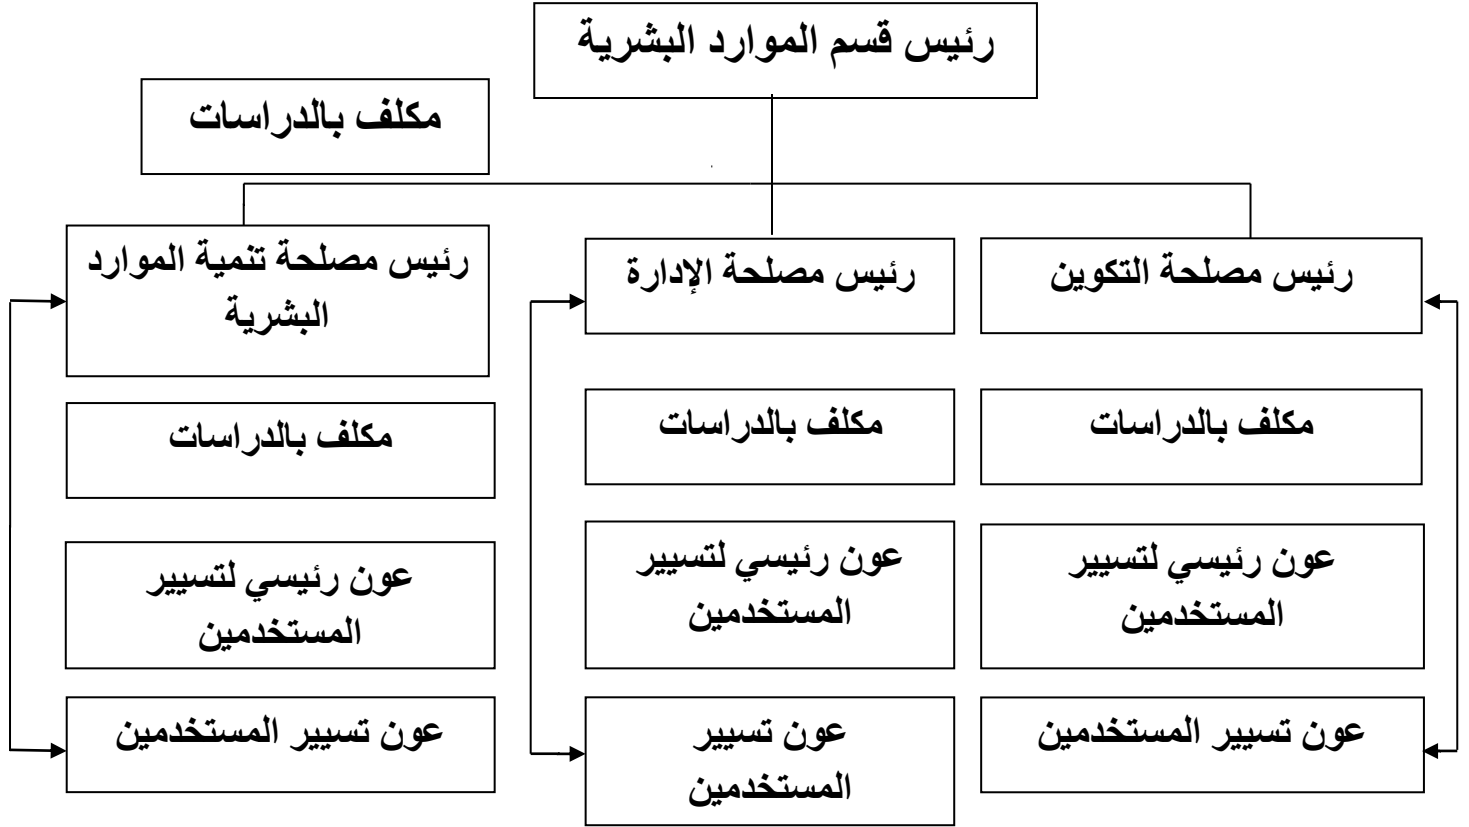 رئيس قسم الموارد البشرية
مكلف بالدراسات
رئيس مصلحة التكوين
رئيس مصلحة الإدارة
رئيس مصلحة تنمية الموارد
البشرية
مكلف بالدراسات
مكلف بالدراسات
مكلف بالدراسات
عون رئيسي لتسيير
المستخدمين
عون رئيسي لتسيير
المستخدمين
عون رئيسي لتسيير
المستخدمين
عون تسيير المستخدمين
عون تسيير
المستخدمين
عون تسيير المستخدمين